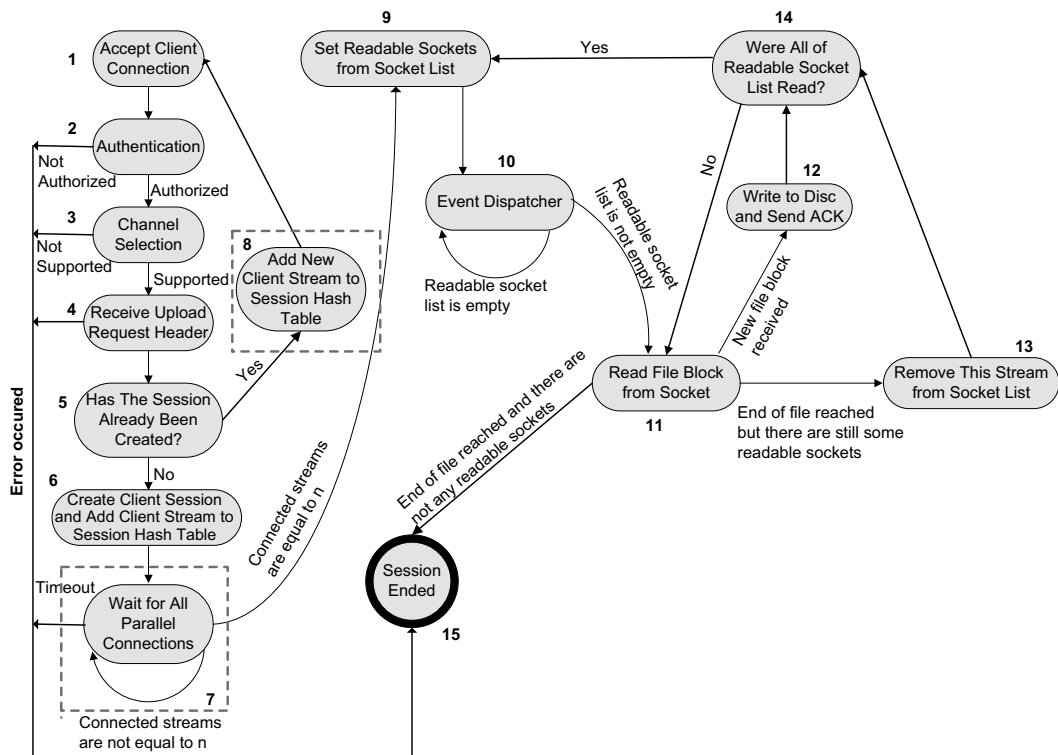 1
Accept Client
Connection
2
Authentication
Not
Authorized
Authorized
3
Channel
Selection
Not
Supported
Supported
4
Receive Upload
Request Header
5
Has The Session
Already Been
Created?
Yes
No
6
Create Client Session
and Add Client Stream to
Session Hash Table
Timeout
Wait for All
Parallel
Connections
7
Connected streams
are not equal to n
Error occured
8
Add New
Client Stream to
Session Hash
Table
Connected streams
are equal to n
9
Set Readable Sockets
from Socket List
10
Event Dispatcher
Readable socket
list is empty
Readable socket
list is not empty
Read File Block
from Socket
11
New file block
received
12
Write to Disc
and Send ACK
13
Remove This Stream
from Socket List
End of file reached
but there are still some
readable sockets
14
Were All of
Readable Socket
List Read?
Yes
No
End of file reached and there are
not any readable sockets
Session
Ended
15